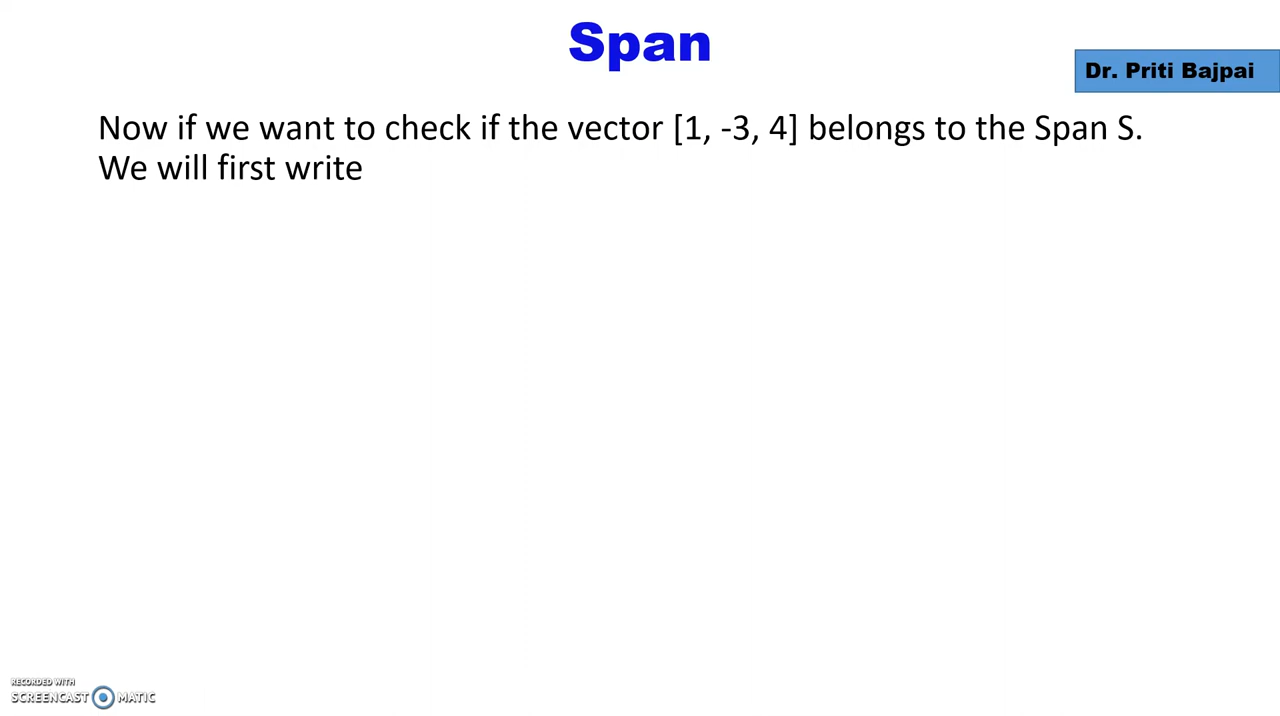 Span
Dr. Priti Bajpai
Now if we want to check if the vector [1, -3, 4] belongs to the Span S.
We will first write
RECORDED WITH
SCREENCAST MATIC